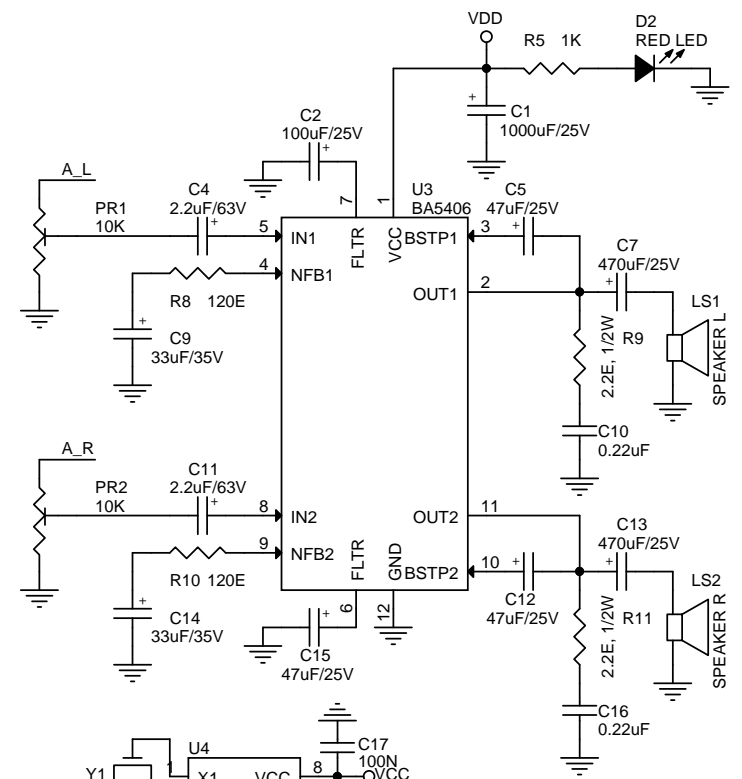 VDD
R5 1K
D2
RED LED
+
C1
1000uF/25V
C2
100uF/25V
+
A_L
PR1
10K
C4
2.2uF/63V
+
7
1
U3
BA5406
C5
47uF/25V
+
5
IN1
FLTR
VCC
BSTP1
3
4
NFB1
OUT1
2
C7
470uF/25V
+
R8 120E
+
C9
33uF/35V
2.2E, 1/2W
R9
LS1
SPEAKER L
C10
0.22uF
A_R
PR2
10K
C11
2.2uF/63V
+
8
IN2
OUT2
11
9
NFB2
FLTR
GND
BSTP2
10
+
C12
47uF/25V
C13
470uF/25V
+
R10 120E
+
C14
33uF/35V
6
12
+
C15
47uF/25V
2.2E, 1/2W
R11
LS2
SPEAKER R
C16
0.22uF
U4
C17
100N
Y1
1
X1
VCC
8
VCC